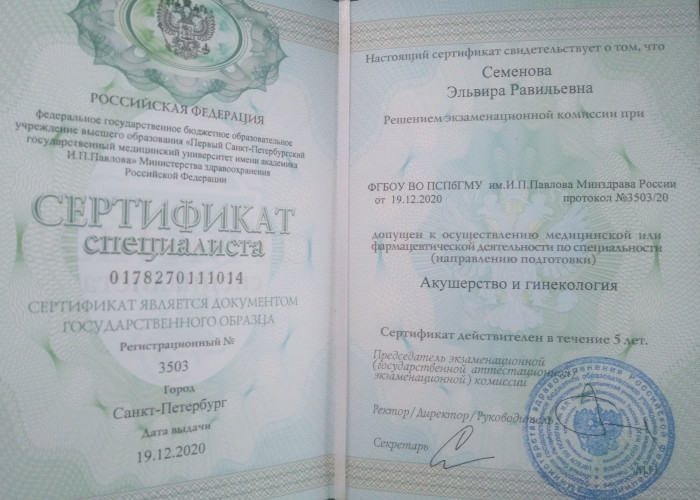 РОССИЙСКАЯ ФЕДЕРАЦИЯ
федеральное государственное бюджетное образовательное
учреждение высшего образования «Первый Санкт-Петербургский
государственный медицинский университет имени академика
И.П.Павлова» Министерства здравоохранения
Российской Федерации
СЕРТИФИКАТ
специалиста
0178270111014
СЕРТИФИКАТ ЯВЛЯЕТСЯ ДОКУМЕНТОМ
ГОСУДАРСТВЕННОГО ОБРАЗЦА
Регистрационный №
3503
Город
Санкт-Петербург
Дата выдачи
19.12.2020
Настоящий сертификат свидетельствует о том, что
Семенова
Эльвира Равильевна
Решением экзаменационной комиссии при
ФГБОУ ВО ПСПбГМУ им.И.П.Павлова Минздрава России
от 19.12.2020 протокол №3503/20
допущен к осуществлению медицинской или
фармацевтической деятельности по специальности
(направлению подготовки)
Акушерство и гинекология
Сертификат действителен в течение 5 лет.
Председатель экзаменационной
(государственной аттестационной,
экзаменационной) комиссии
Ректор/Директор/Руководитель
Секретарь
М.П.